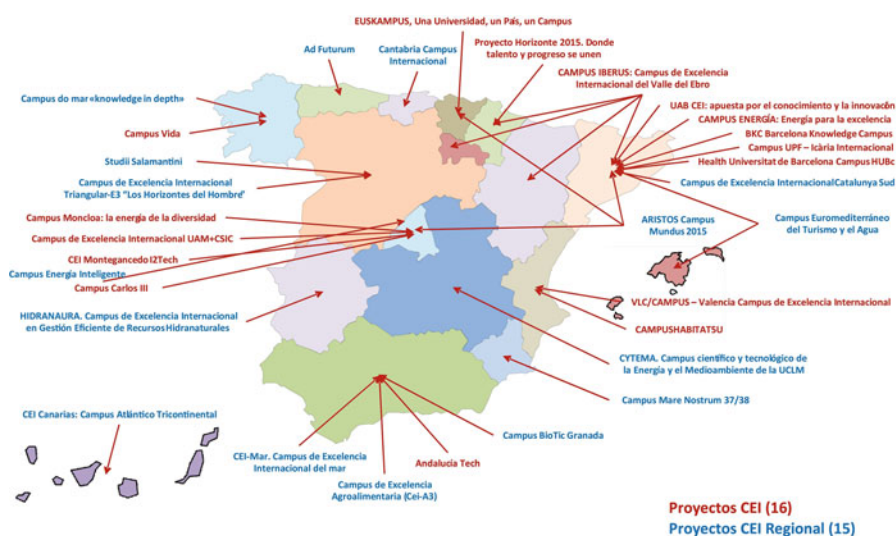 EUSKAMPUS, Una Universidad, un País, un Campus
Ad Futurum
Cantabria Campus
Internacional
Proyecto Horizonte 2015. Donde
talento y progreso se unen
CAMPUS IBERUS: Campus de Excelencia
Internacional del Valle del Ebro
Campus do mar «knowledge in depth»
UAB CEI: apuesta por el conocimiento y la innovacón
CAMPUS ENERGÍA: Energía para la excelencia
Campus Vida
BKC Barcelona Knowledge Campus
Campus UPF – Icària Internacional
Studii Salamantini
Health Universitat de Barcelona Campus HUBc
Campus de Excelencia Internacional
Triangular-E3 "Los Horizontes del Hombre'
Campus de Excelencia Internacional Catalunya Sud
Campus Moncloa: la energía de la diversidad
ARISTOS Campus
Mundus 2015
Campus Euromediterráneo
del Turismo y el Agua
Campus de Excelencia Internacional UAM+CSIC
CEI Montegancedo I2Tech
Campus Energía Inteligente
Campus Carlos III
VLC/CAMPUS – Valencia Campus de Excelencia Internacional
HIDRANAURA. Campus de Excelencia Internacional
en Gestión Eficiente de Recursos Hidranaturales
CAMPUSHABITAT5U
CYTEMA. Campus científico y tecnológico de
la Energía y el Medioambiente de la UCLM
Campus Mare Nostrum 37/38
CEI Canarias: Campus Atlántico Tricontinental
Campus BioTic Granada
CEI-Mar. Campus de Excelencia
Internacional del mar
Andalucía Tech
Campus de Excelencia
Agroalimentaria (Cei-A3)
Proyectos CEI (16)
Proyectos CEI Regional (15)